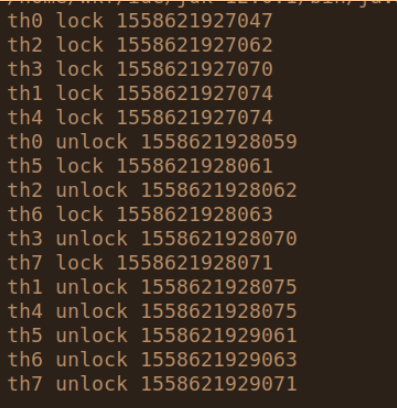 th0 lock 1558621927047
th2 lock 1558621927062
th3 lock 1558621927070
th1 lock 1558621927074
th4 lock 1558621927074
th0 unlock 1558621928059
th5 lock 1558621928061
th2 unlock 1558621928062
th6 lock 1558621928063
th3 unlock 1558621928070
th7 lock 1558621928071
th1 unlock 1558621928075
th4 unlock 1558621928075
th5 unlock 1558621929061
th6 unlock 1558621929063
th7 unlock 1558621929071